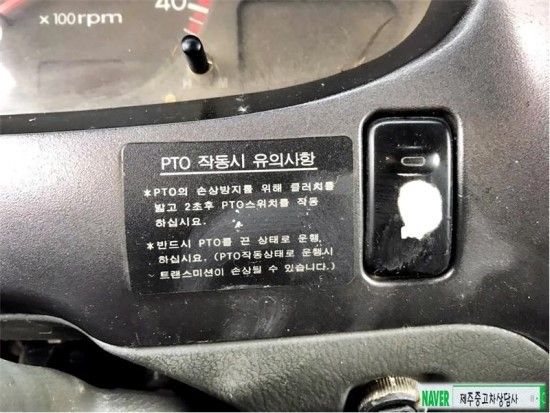 x 100rpm
40
PTO 작동시 유의사항
*PTO의 손상방지를 위해 클러치를
밟고 2초후 PTO스위치를 작동
하십시요.
*반드시 PTO를 끈 상태로 운행
하십시요. (PTO작동상태로 운행시
트랜스미션이 손상될 수 있습니다.)
NAVER 제주중고차상담사